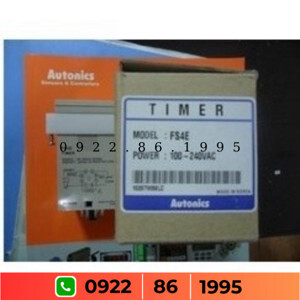 Autonics
Sensors & Controllers
TIMER
MODEL : FS4E
0922.86.1995
POWER : 100~240VAC
MADE IN KOREA
Autonics
0922 86 1995